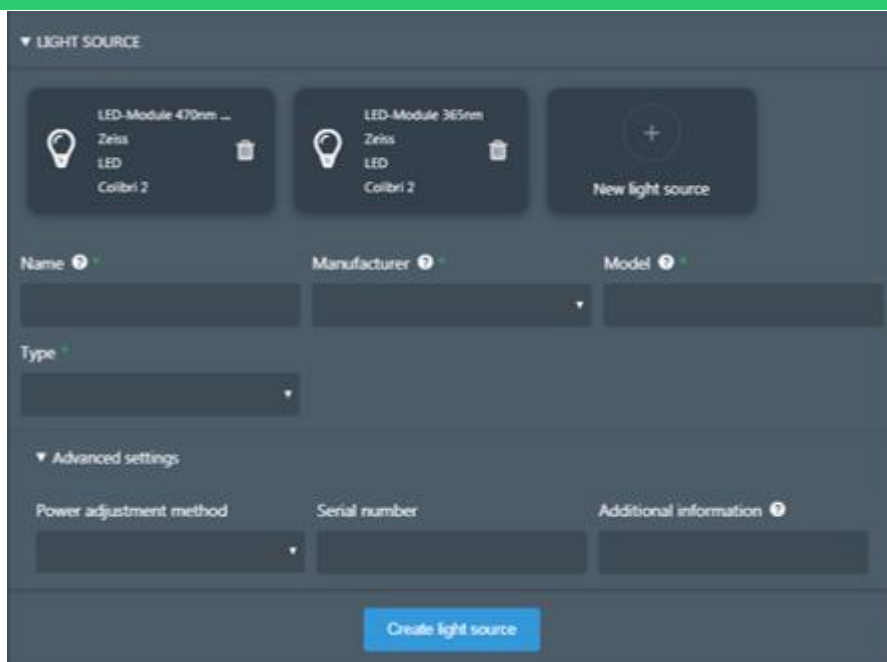 ▼ LIGHT SOURCE
LED-Module 470nm ...
Zeiss
LED
Colibri 2
LED-Module 365nm
Zeiss
LED
Colibri 2
+
New light source
Name ? *
Manufacturer ? *
Model ? *
Type *
▼ Advanced settings
Power adjustment method
Serial number
Additional information ?
Create light source